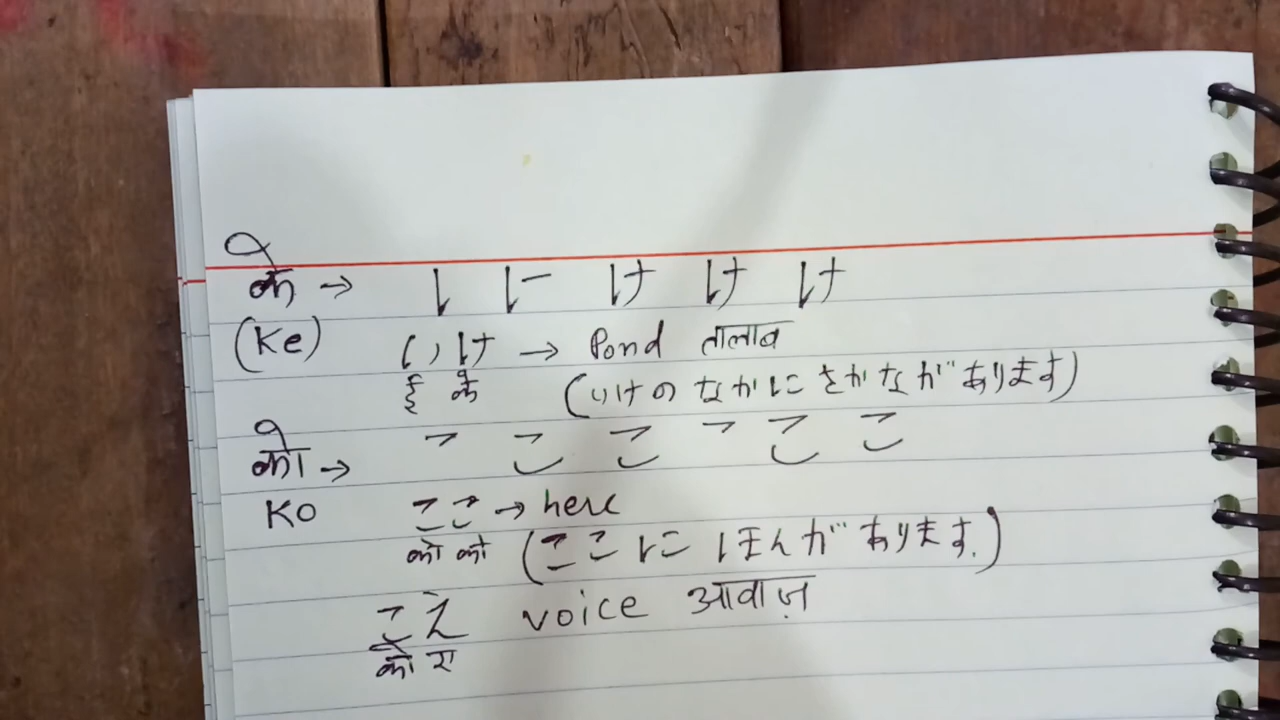 के → l l- け け け
(Ke) い, け → Pond तालाब
ई के (いけのなかにさかながあります)
को → ㇇ こ こ ㇇ こ こ
KO ここ → here
को को (ここにほんがあります.)
こえ voice आवाज़
को ए